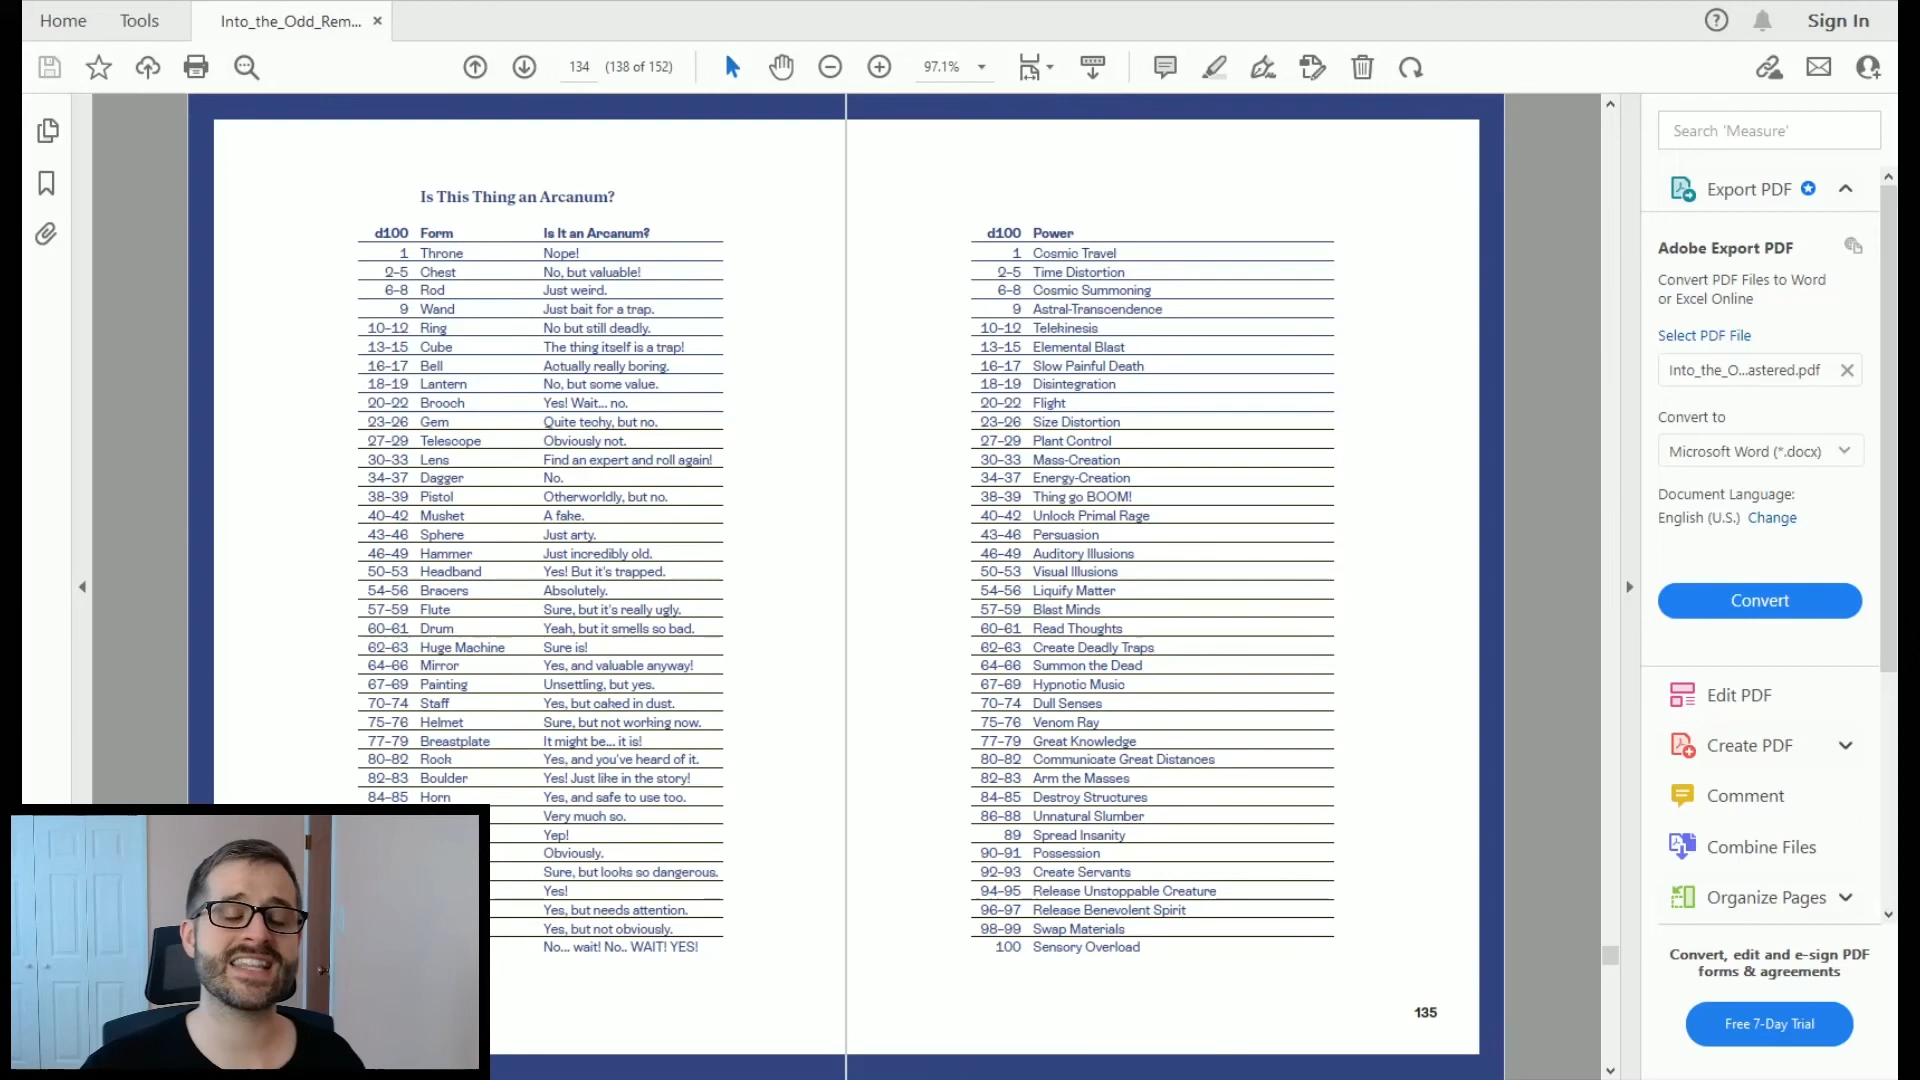 Home Tools Into_the_Odd_Rem... × Sign In
134 (138 of 152) 97.1%
Search 'Measure'
Export PDF
Adobe Export PDF
Convert PDF Files to Word
or Excel Online
Select PDF File
Into_the_O...astered.pdf
Convert to
Microsoft Word (*.docx)
Document Language:
English (U.S.) Change
Convert
Edit PDF
Create PDF
Comment
Combine Files
Organize Pages
Convert, edit and e-sign PDF
forms & agreements
Free 7-Day Trial
Is This Thing an Arcanum?
d100 Form Is It an Arcanum?
1 Throne Nope!
2–5 Chest No, but valuable!
6–8 Rod Just weird.
9 Wand Just bait for a trap.
10–12 Ring No but still deadly.
13–15 Cube The thing itself is a trap!
16–17 Bell Actually really boring.
18–19 Lantern No, but some value.
20–22 Brooch Yes! Wait... no.
23–26 Gem Quite techy, but no.
27–29 Telescope Obviously not.
30–33 Lens Find an expert and roll again!
34–37 Dagger No.
38–39 Pistol Otherworldly, but no.
40–42 Musket A fake.
43–46 Sphere Just arty.
46–49 Hammer Just incredibly old.
50–53 Headband Yes! But it's trapped.
54–56 Bracers Absolutely.
57–59 Flute Sure, but it's really ugly.
60–61 Drum Yeah, but it smells so bad.
62–63 Huge Machine Sure is!
64–66 Mirror Yes, and valuable anyway!
67–69 Painting Unsettling, but yes.
70–74 Staff Yes, but caked in dust.
75–76 Helmet Sure, but not working now.
77–79 Breastplate It might be... it is!
80–82 Rock Yes, and you've heard of it.
82–83 Boulder Yes! Just like in the story!
84–85 Horn Yes, and safe to use too.
Very much so.
Yep!
Obviously.
Sure, but looks so dangerous.
Yes!
Yes, but needs attention.
Yes, but not obviously.
No... wait! No.. WAIT! YES!
d100 Power
1 Cosmic Travel
2–5 Time Distortion
6–8 Cosmic Summoning
9 Astral-Transcendence
10–12 Telekinesis
13–15 Elemental Blast
16–17 Slow Painful Death
18–19 Disintegration
20–22 Flight
23–26 Size Distortion
27–29 Plant Control
30–33 Mass-Creation
34–37 Energy-Creation
38–39 Thing go BOOM!
40–42 Unlock Primal Rage
43–46 Persuasion
46–49 Auditory Illusions
50–53 Visual Illusions
54–56 Liquify Matter
57–59 Blast Minds
60–61 Read Thoughts
62–63 Create Deadly Traps
64–66 Summon the Dead
67–69 Hypnotic Music
70–74 Dull Senses
75–76 Venom Ray
77–79 Great Knowledge
80–82 Communicate Great Distances
82–83 Arm the Masses
84–85 Destroy Structures
86–88 Unnatural Slumber
89 Spread Insanity
90–91 Possession
92–93 Create Servants
94–95 Release Unstoppable Creature
96–97 Release Benevolent Spirit
98–99 Swap Materials
100 Sensory Overload
135